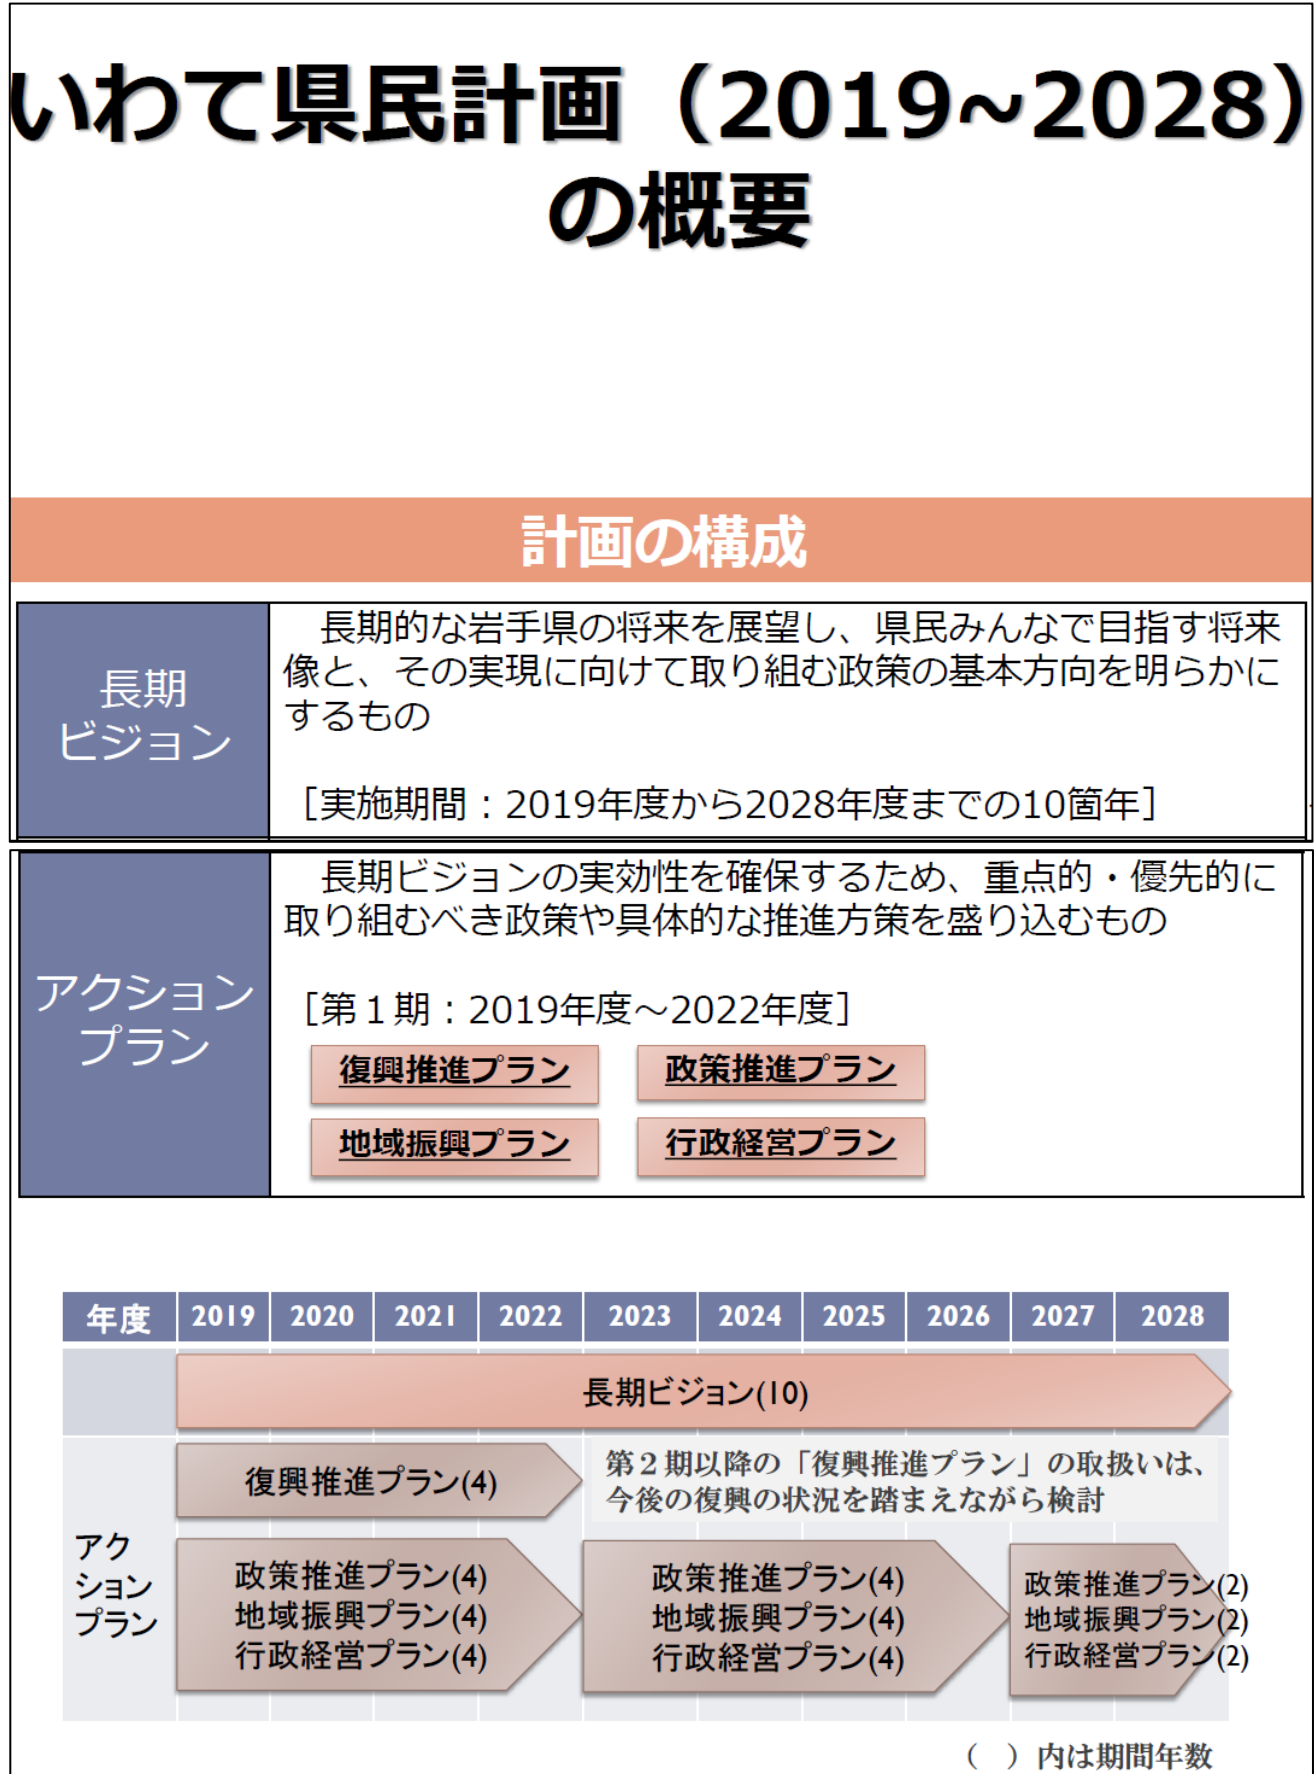 いわて県民計画（2019~2028）
の概要
計画の構成
長期
ビジョン
長期的な岩手県の将来を展望し、県民みんなで目指す将来
像と、その実現に向けて取り組む政策の基本方向を明らかに
するもの
［実施期間：2019年度から2028年度までの10箇年］
アクション
プラン
長期ビジョンの実効性を確保するため、重点的・優先的に
取り組むべき政策や具体的な推進方策を盛り込むもの
［第１期：2019年度～2022年度］
復興推進プラン 政策推進プラン
地域振興プラン 行政経営プラン
年度 2019 2020 2021 2022 2023 2024 2025 2026 2027 2028
長期ビジョン(10)
アク
ション
プラン
復興推進プラン(4)
第２期以降の「復興推進プラン」の取扱いは、
今後の復興の状況を踏まえながら検討
政策推進プラン(4)
地域振興プラン(4)
行政経営プラン(4)
政策推進プラン(4)
地域振興プラン(4)
行政経営プラン(4)
政策推進プラン(2)
地域振興プラン(2)
行政経営プラン(2)
（　）内は期間年数